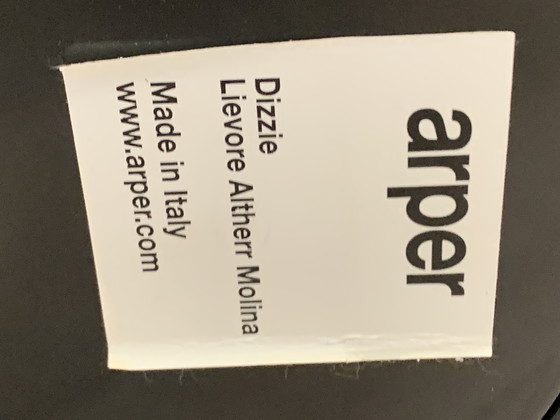 arper
Dizzie
Lievore Altherr Molina
Made in Italy
www.arper.com